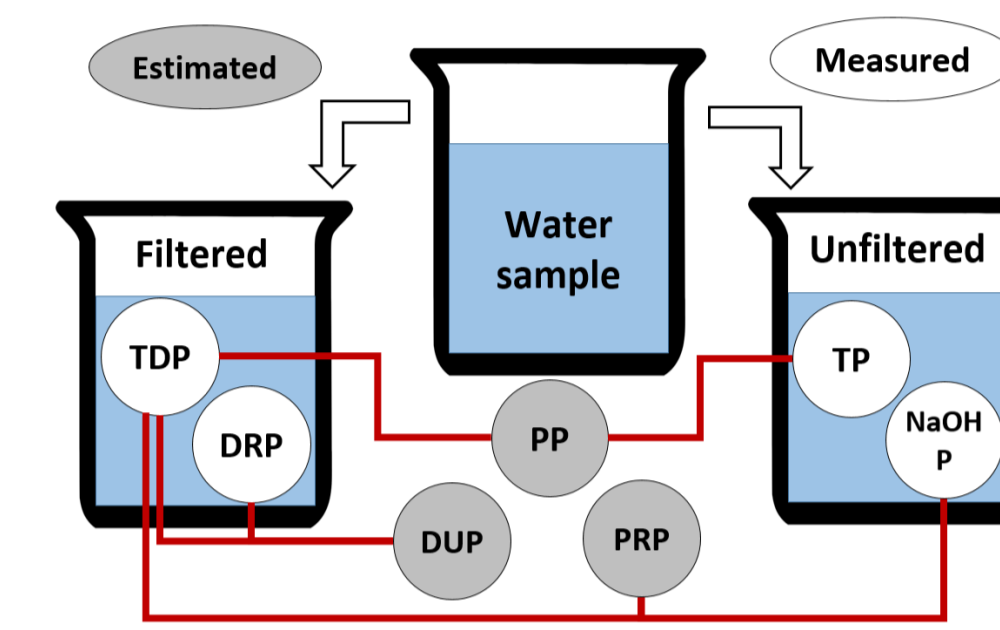 Estimated
Measured
Water
sample
Filtered
Unfiltered
TDP
TP
DRP
NaOH
P
PP
DUP
PRP